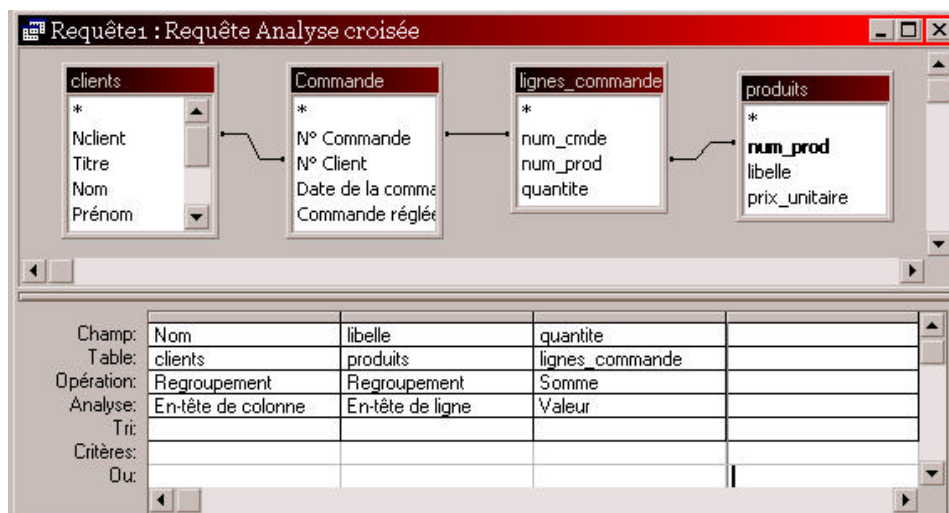 Requête1 : Requête Analyse croisée
clients
*
Nclient
Titre
Nom
Prénom
Commande
*
N° Commande
N° Client
Date de la comma
Commande réglée
lignes_commande
*
num_cmde
num_prod
quantite
produits
*
num_prod
libelle
prix_unitaire
Champ: Nom libelle quantite
Table: clients produits lignes_commande
Opération: Regroupement Regroupement Somme
Analyse: En-tête de colonne En-tête de ligne Valeur
Tri:
Critères:
Ou: